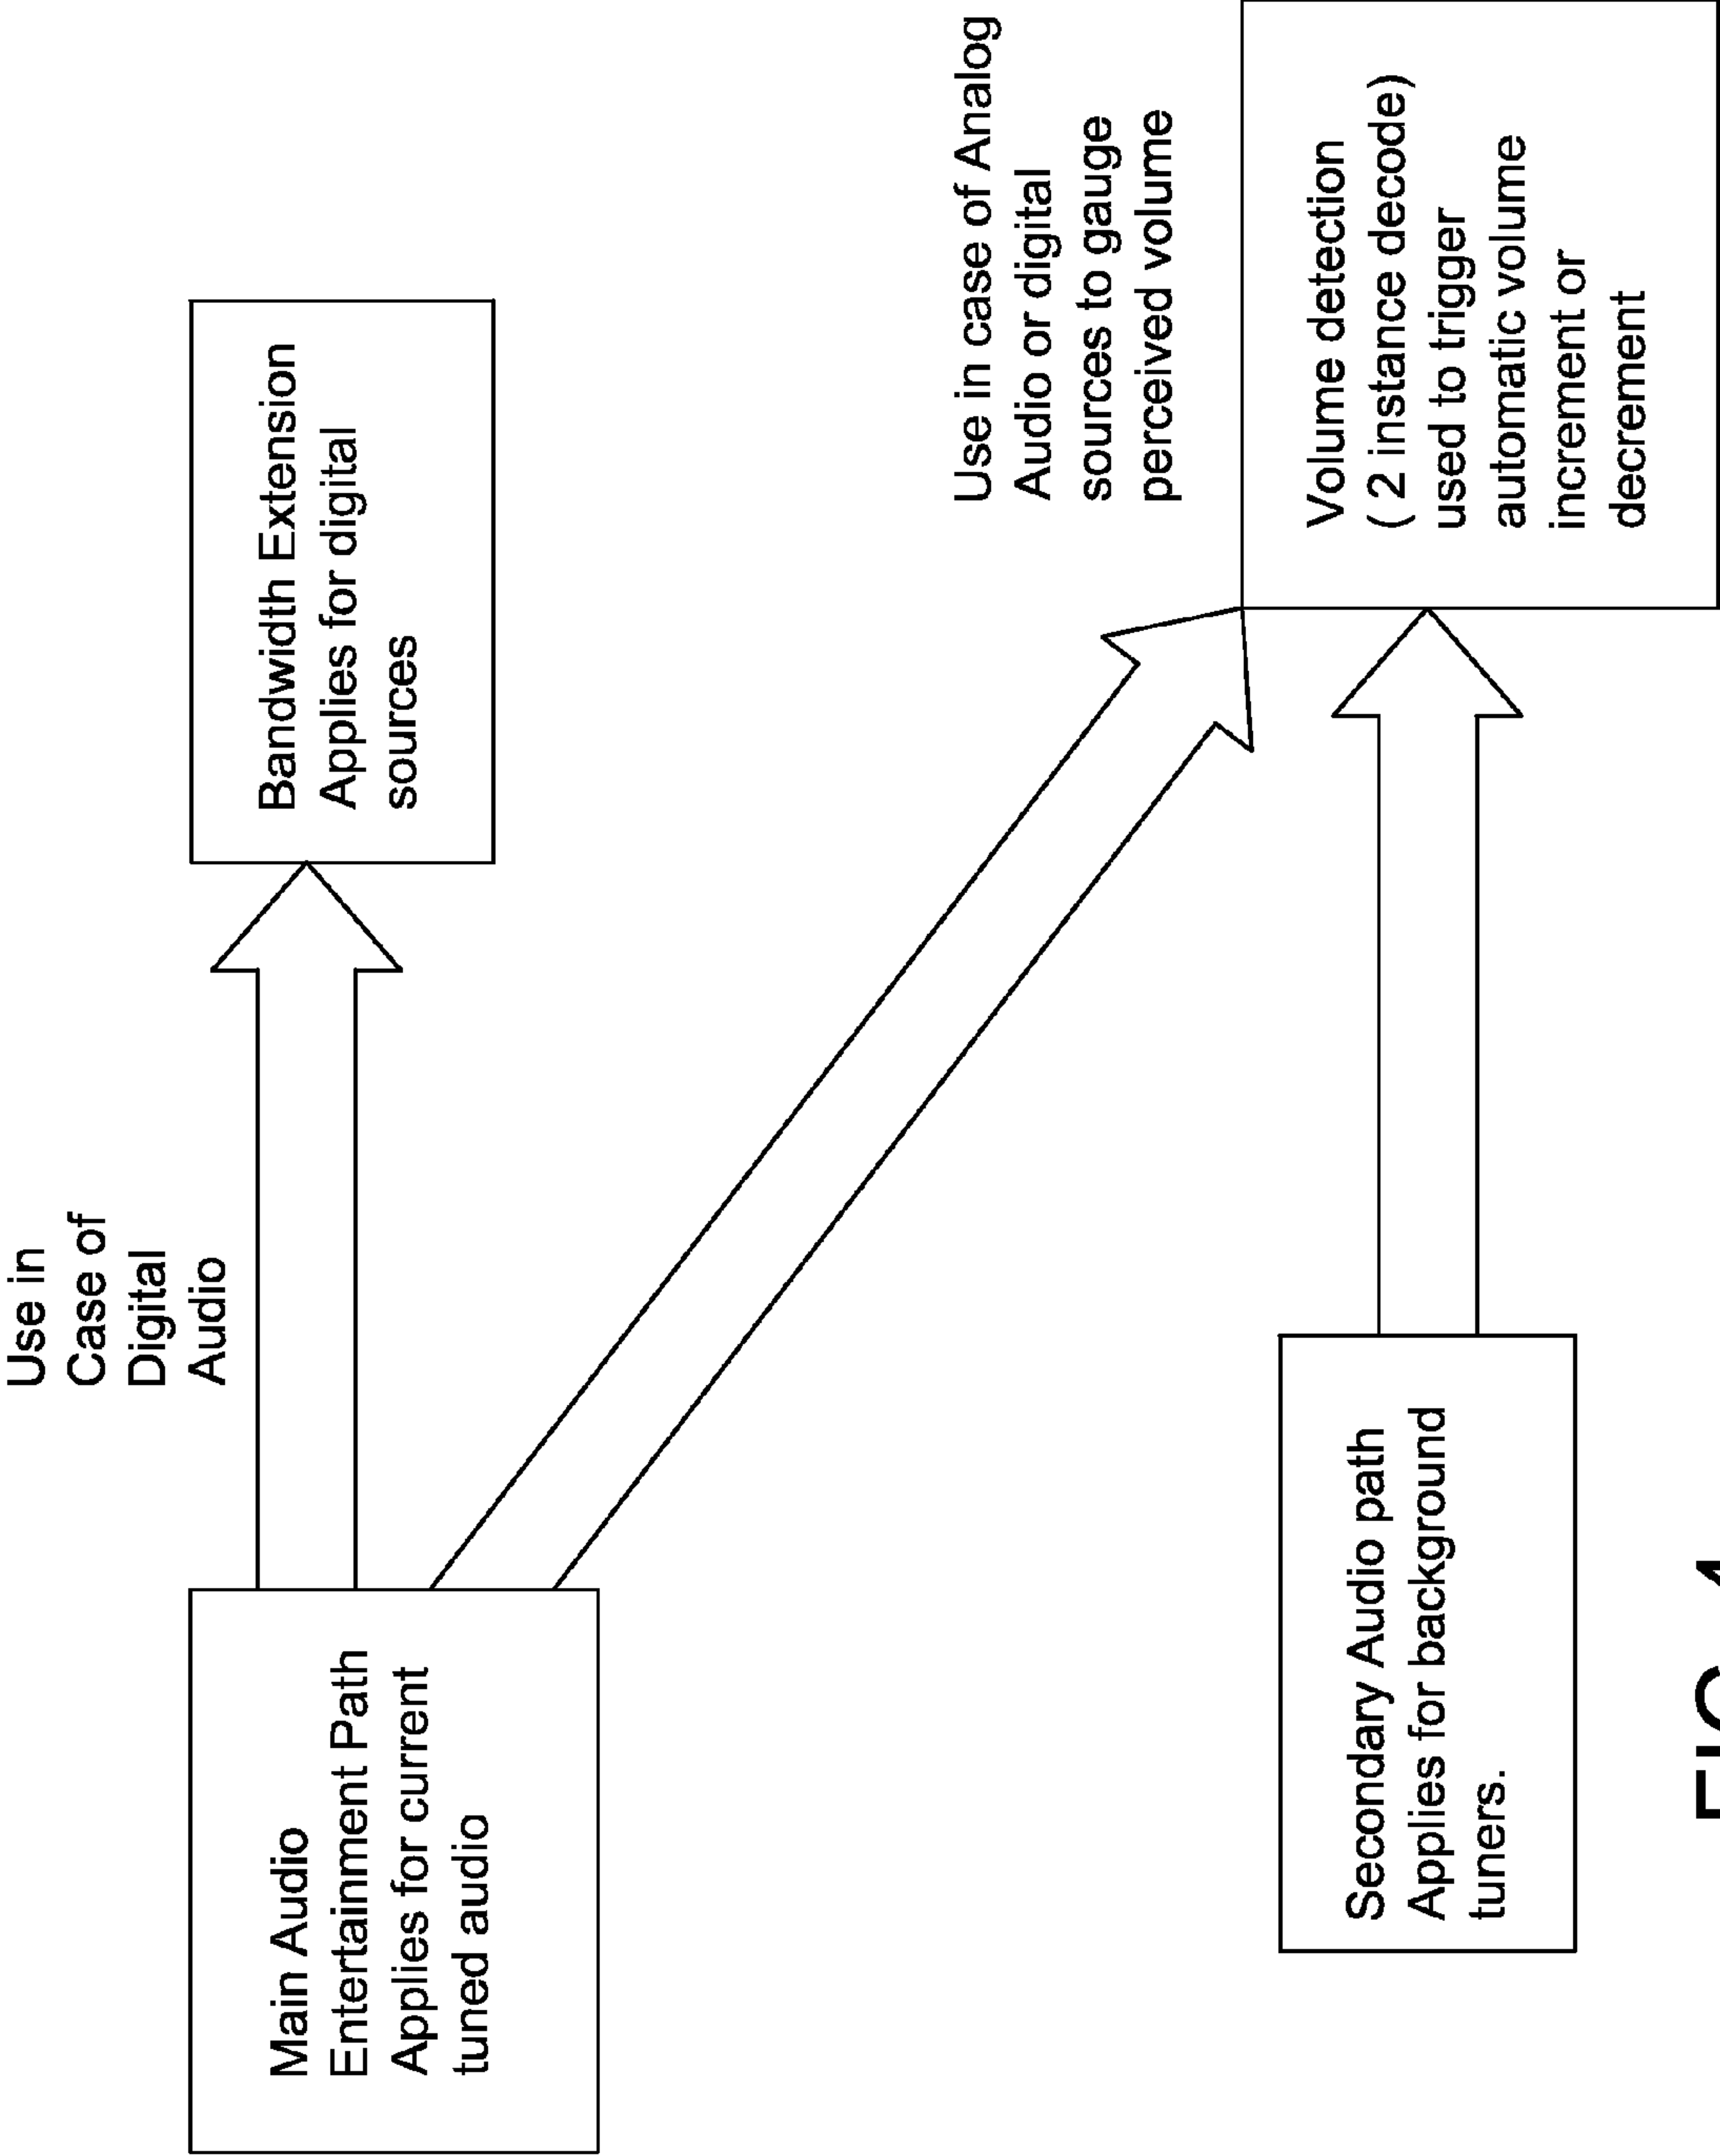 Use in
Case of
Digital
Audio
Main Audio
Entertainment Path
Applies for current
tuned audio
Bandwidth Extension
Applies for digital
sources
Use in case of Analog
Audio or digital
sources to gauge
perceived volume
Secondary Audio path
Applies for background
tuners.
Volume detection
( 2 instance decode)
used to trigger
automatic volume
increment or
decrement